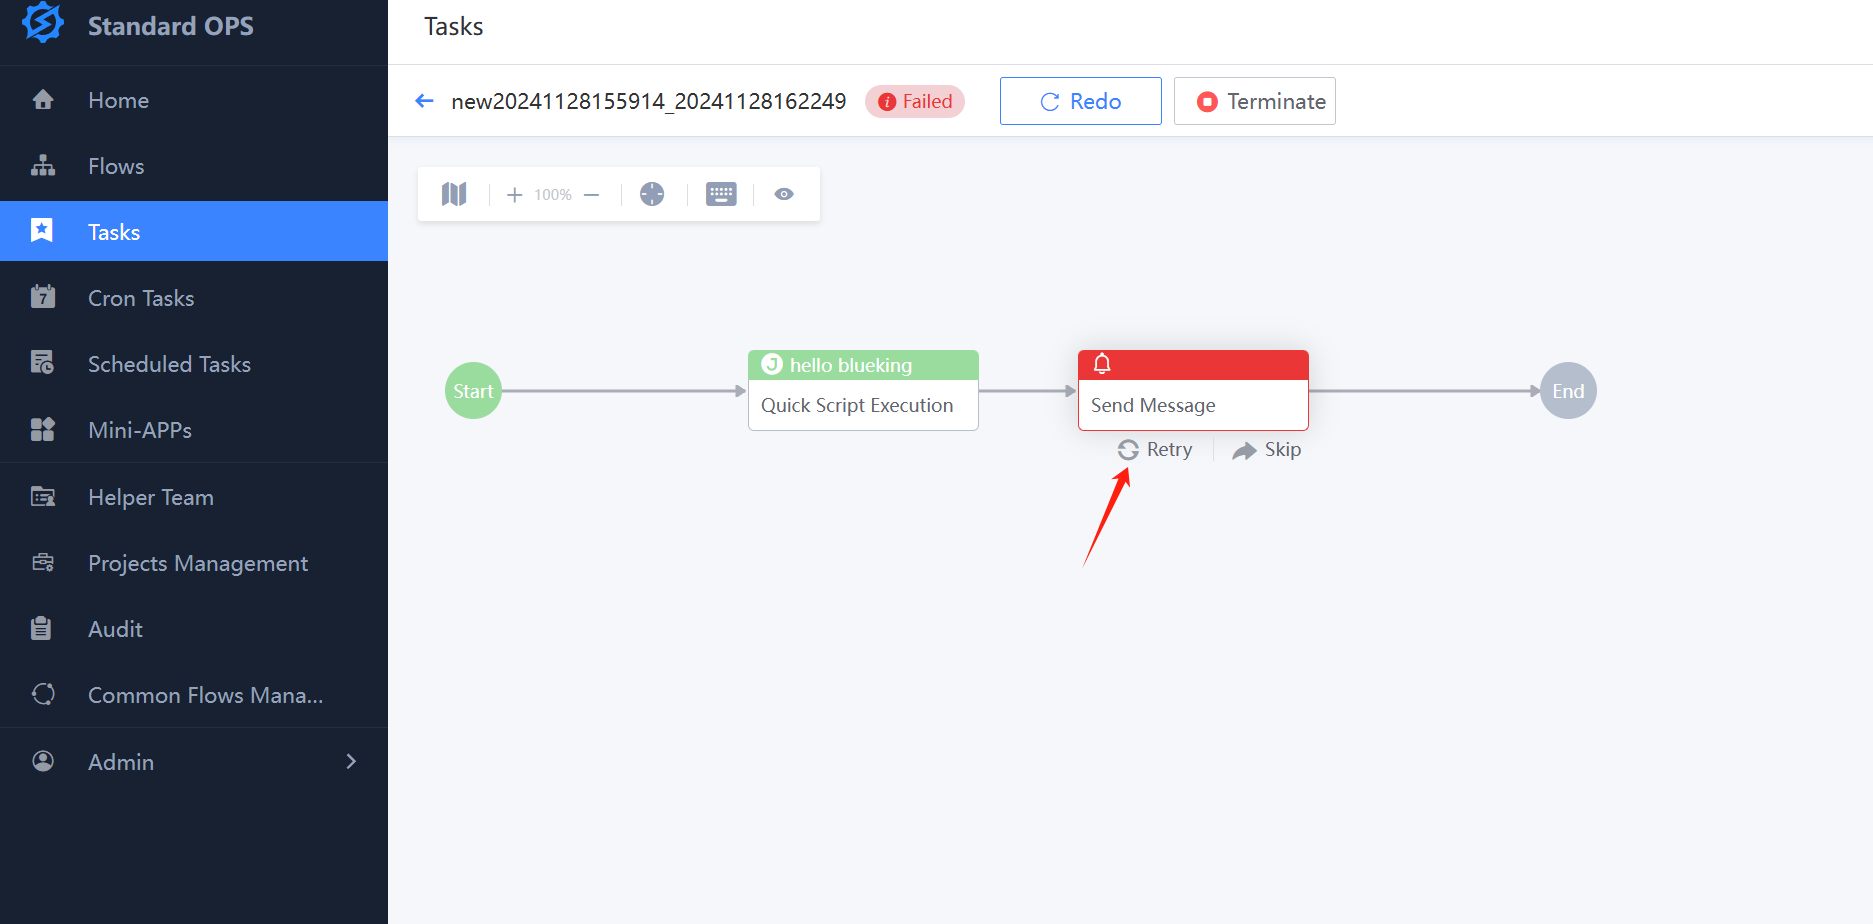 Standard OPS
Home
Flows
Tasks
7
Cron Tasks
Scheduled Tasks
Mini-APPs
Helper Team
Projects Management
Audit
Common Flows Mana...
Admin
Tasks
new20241128155914_20241128162249
Failed
Redo
Terminate
100%
Start
J hello blueking
Quick Script Execution
Send Message
End
Retry
Skip